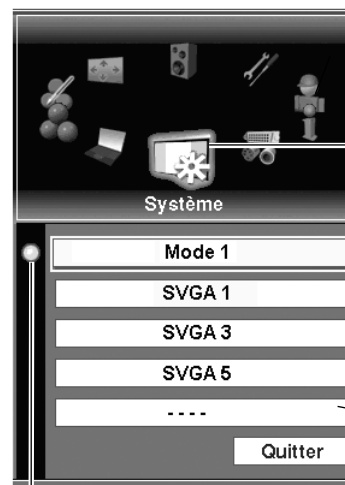 Système
Mode 1
SVGA 1
SVGA 3
SVGA 5
- - - -
Quitter